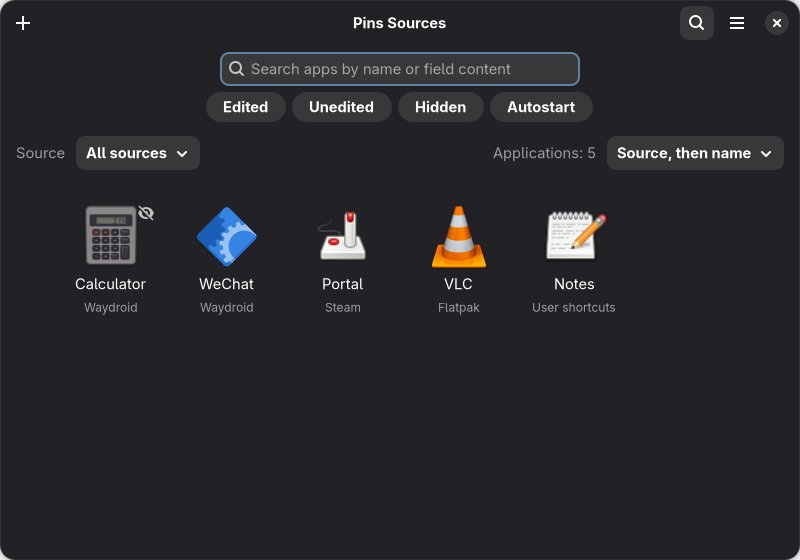 Pins Sources
Search apps by name or field content
Edited Unedited Hidden Autostart
Source All sources Applications: 5 Source, then name
Calculator WeChat Portal VLC Notes
Waydroid Waydroid Steam Flatpak User shortcuts